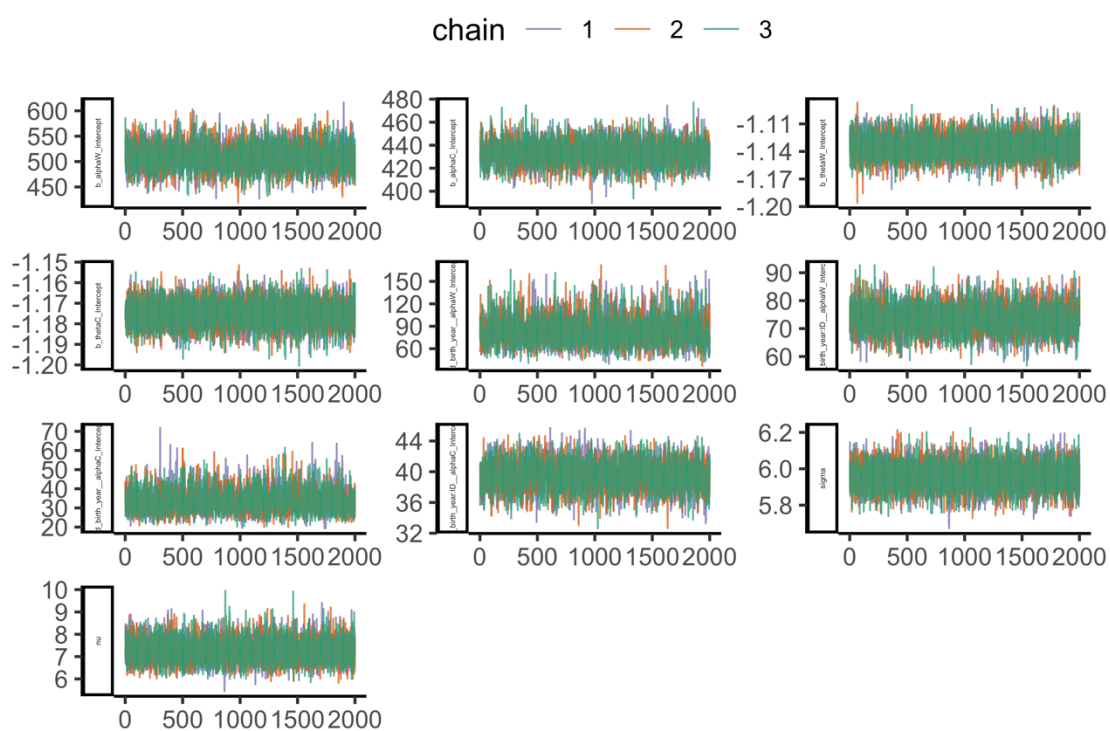 chain 1 2 3
600
550
500
450
b_alphaW_Intercept
0 500 1000 1500 2000
480
460
440
420
400
b_alphaC_Intercept
0 500 1000 1500 2000
-1.11
-1.14
-1.17
-1.20
b_thetaW_Intercept
0 500 1000 1500 2000
-1.15
-1.16
-1.17
-1.18
-1.19
-1.20
b_thetaC_Intercept
0 500 1000 1500 2000
150
120
90
60
_birth_year__alphaW_Interce
0 500 1000 1500 2000
90
80
70
60
_birth_year:ID__alphaW_Interc
0 500 1000 1500 2000
70
60
50
40
30
20
_birth_year__alphaC_Interce
0 500 1000 1500 2000
44
40
36
32
_birth_year:ID__alphaC_Interc
0 500 1000 1500 2000
6.2
6.0
5.8
sigma
0 500 1000 1500 2000
10
9
8
7
6
nu
0 500 1000 1500 2000